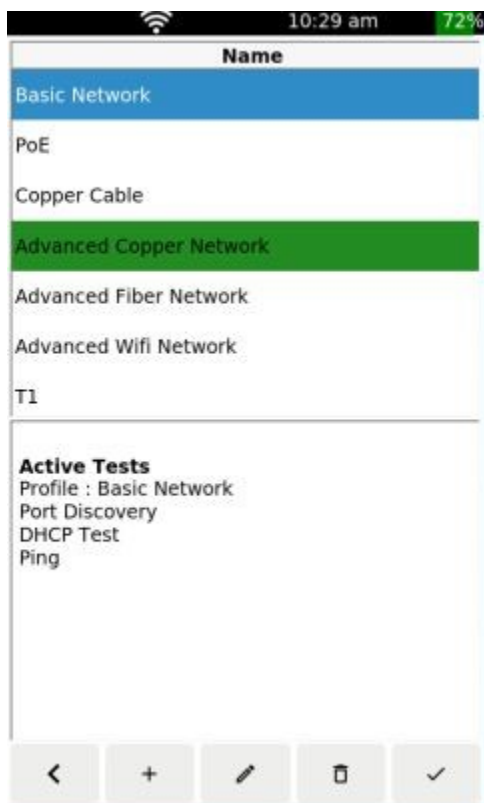 10:29 am 72%
Name
Basic Network
PoE
Copper Cable
Advanced Copper Network
Advanced Fiber Network
Advanced Wifi Network
T1
Active Tests
Profile : Basic Network
Port Discovery
DHCP Test
Ping